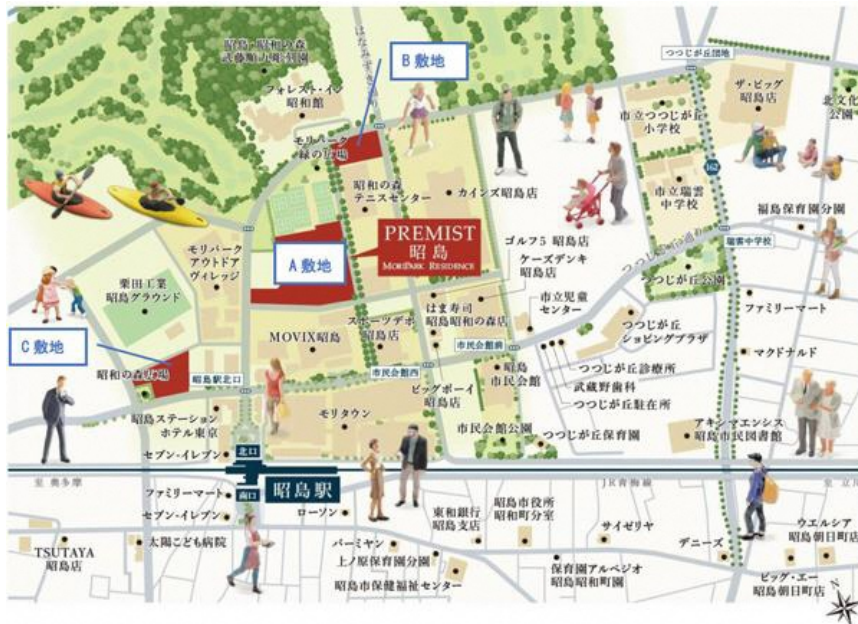 昭島・昭和の森
武藤順九彫刻園
はなみずき通り
B敷地
つつじが丘団地
フォレスト・イン
昭和館
ザ・ビッグ
昭島店
北文化
公園
市立つつじが丘
小学校
モリパーク
緑の広場
昭和の森
テニスセンター
カインズ昭島店
162
市立瑞雲
中学校
福島保育園分園
PREMIST
昭島
MORIPARK RESIDENCE
ゴルフ5 昭島店
ケーズデンキ
昭島店
つつじが丘通り
瑞雲中学校
モリパーク
アウトドア
ヴィレッジ
A敷地
つつじが丘公園
栗田工業
昭島グラウンド
はま寿司
昭島昭和の森店
市立児童
センター
ファミリーマート
MOVIX昭島
スポーツデポ
昭島店
つつじが丘
ショッピングプラザ
C敷地
市民会館前
マクドナルド
昭和の森広場
昭島駅北口
市民会館西
昭島
市民会館
つつじが丘診療所
武蔵野歯科
つつじが丘駐在所
ビッグボーイ
昭島店
昭島ステーション
ホテル東京
モリタウン
市民会館公園
つつじが丘保育園
アキシマエンシス
昭島市民図書館
セブン-イレブン
北口
至 奥多摩
昭島駅
JR青梅線
至 立川
ファミリーマート
南口
セブン-イレブン
ローソン
東和銀行
昭島支店
昭島市役所
昭和町分室
サイゼリヤ
ウエルシア
昭島朝日町店
TSUTAYA
昭島店
太陽こども病院
バーミヤン
上ノ原保育園分園
昭島市保健福祉センター
保育園アルペジオ
昭島昭和町園
デニーズ
ビッグ・エー
昭島朝日町店